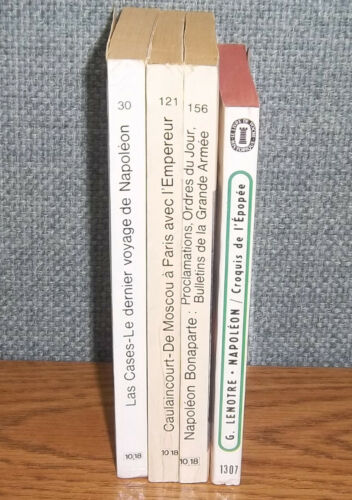 30
Las Cases-Le dernier voyage de Napoléon
10|18
121
Caulaincourt-De Moscou à Paris avec l'Empereur
10|18
156
Napoléon Bonaparte : Proclamations, Ordres du Jour,
Bulletins de la Grande Armée
10|18
G. LENOTRE • NAPOLÉON / Croquis de l'Épopée
1307